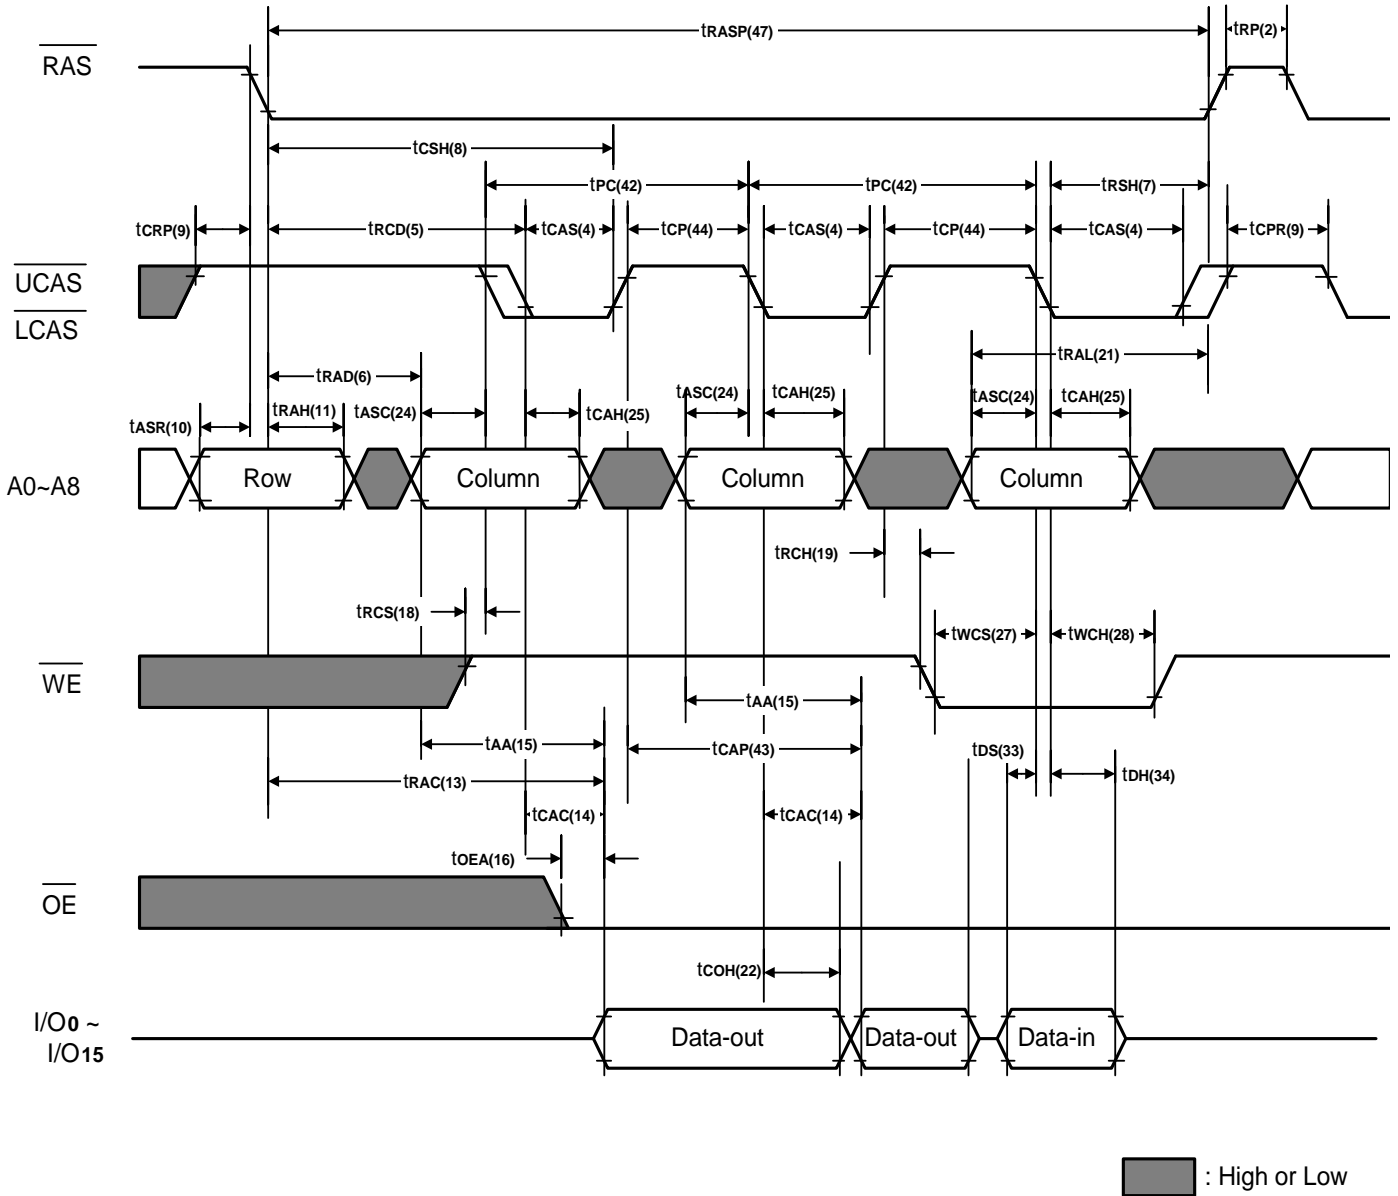 tRASP(47)
tRP(2)
RAS
tCSH(8)
tPC(42)
tPC(42)
tRSH(7)
tCRP(9)
tRCD(5)
tCAS(4)
tCP(44)
tCAS(4)
tCP(44)
tCAS(4)
tCPR(9)
UCAS
LCAS
tRAL(21)
tRAD(6)
tASR(10)
tRAH(11)
tASC(24)
tCAH(25)
tASC(24)
tCAH(25)
tASC(24)
tCAH(25)
A0~A8
Row
Column
Column
Column
tRCH(19)
tRCS(18)
tWCS(27)
tWCH(28)
WE
tAA(15)
tAA(15)
tCAP(43)
tDS(33)
tDH(34)
tRAC(13)
tCAC(14)
tCAC(14)
tOEA(16)
OE
tCOH(22)
I/O0 ~
I/O15
Data-out
Data-out
Data-in
: High or Low